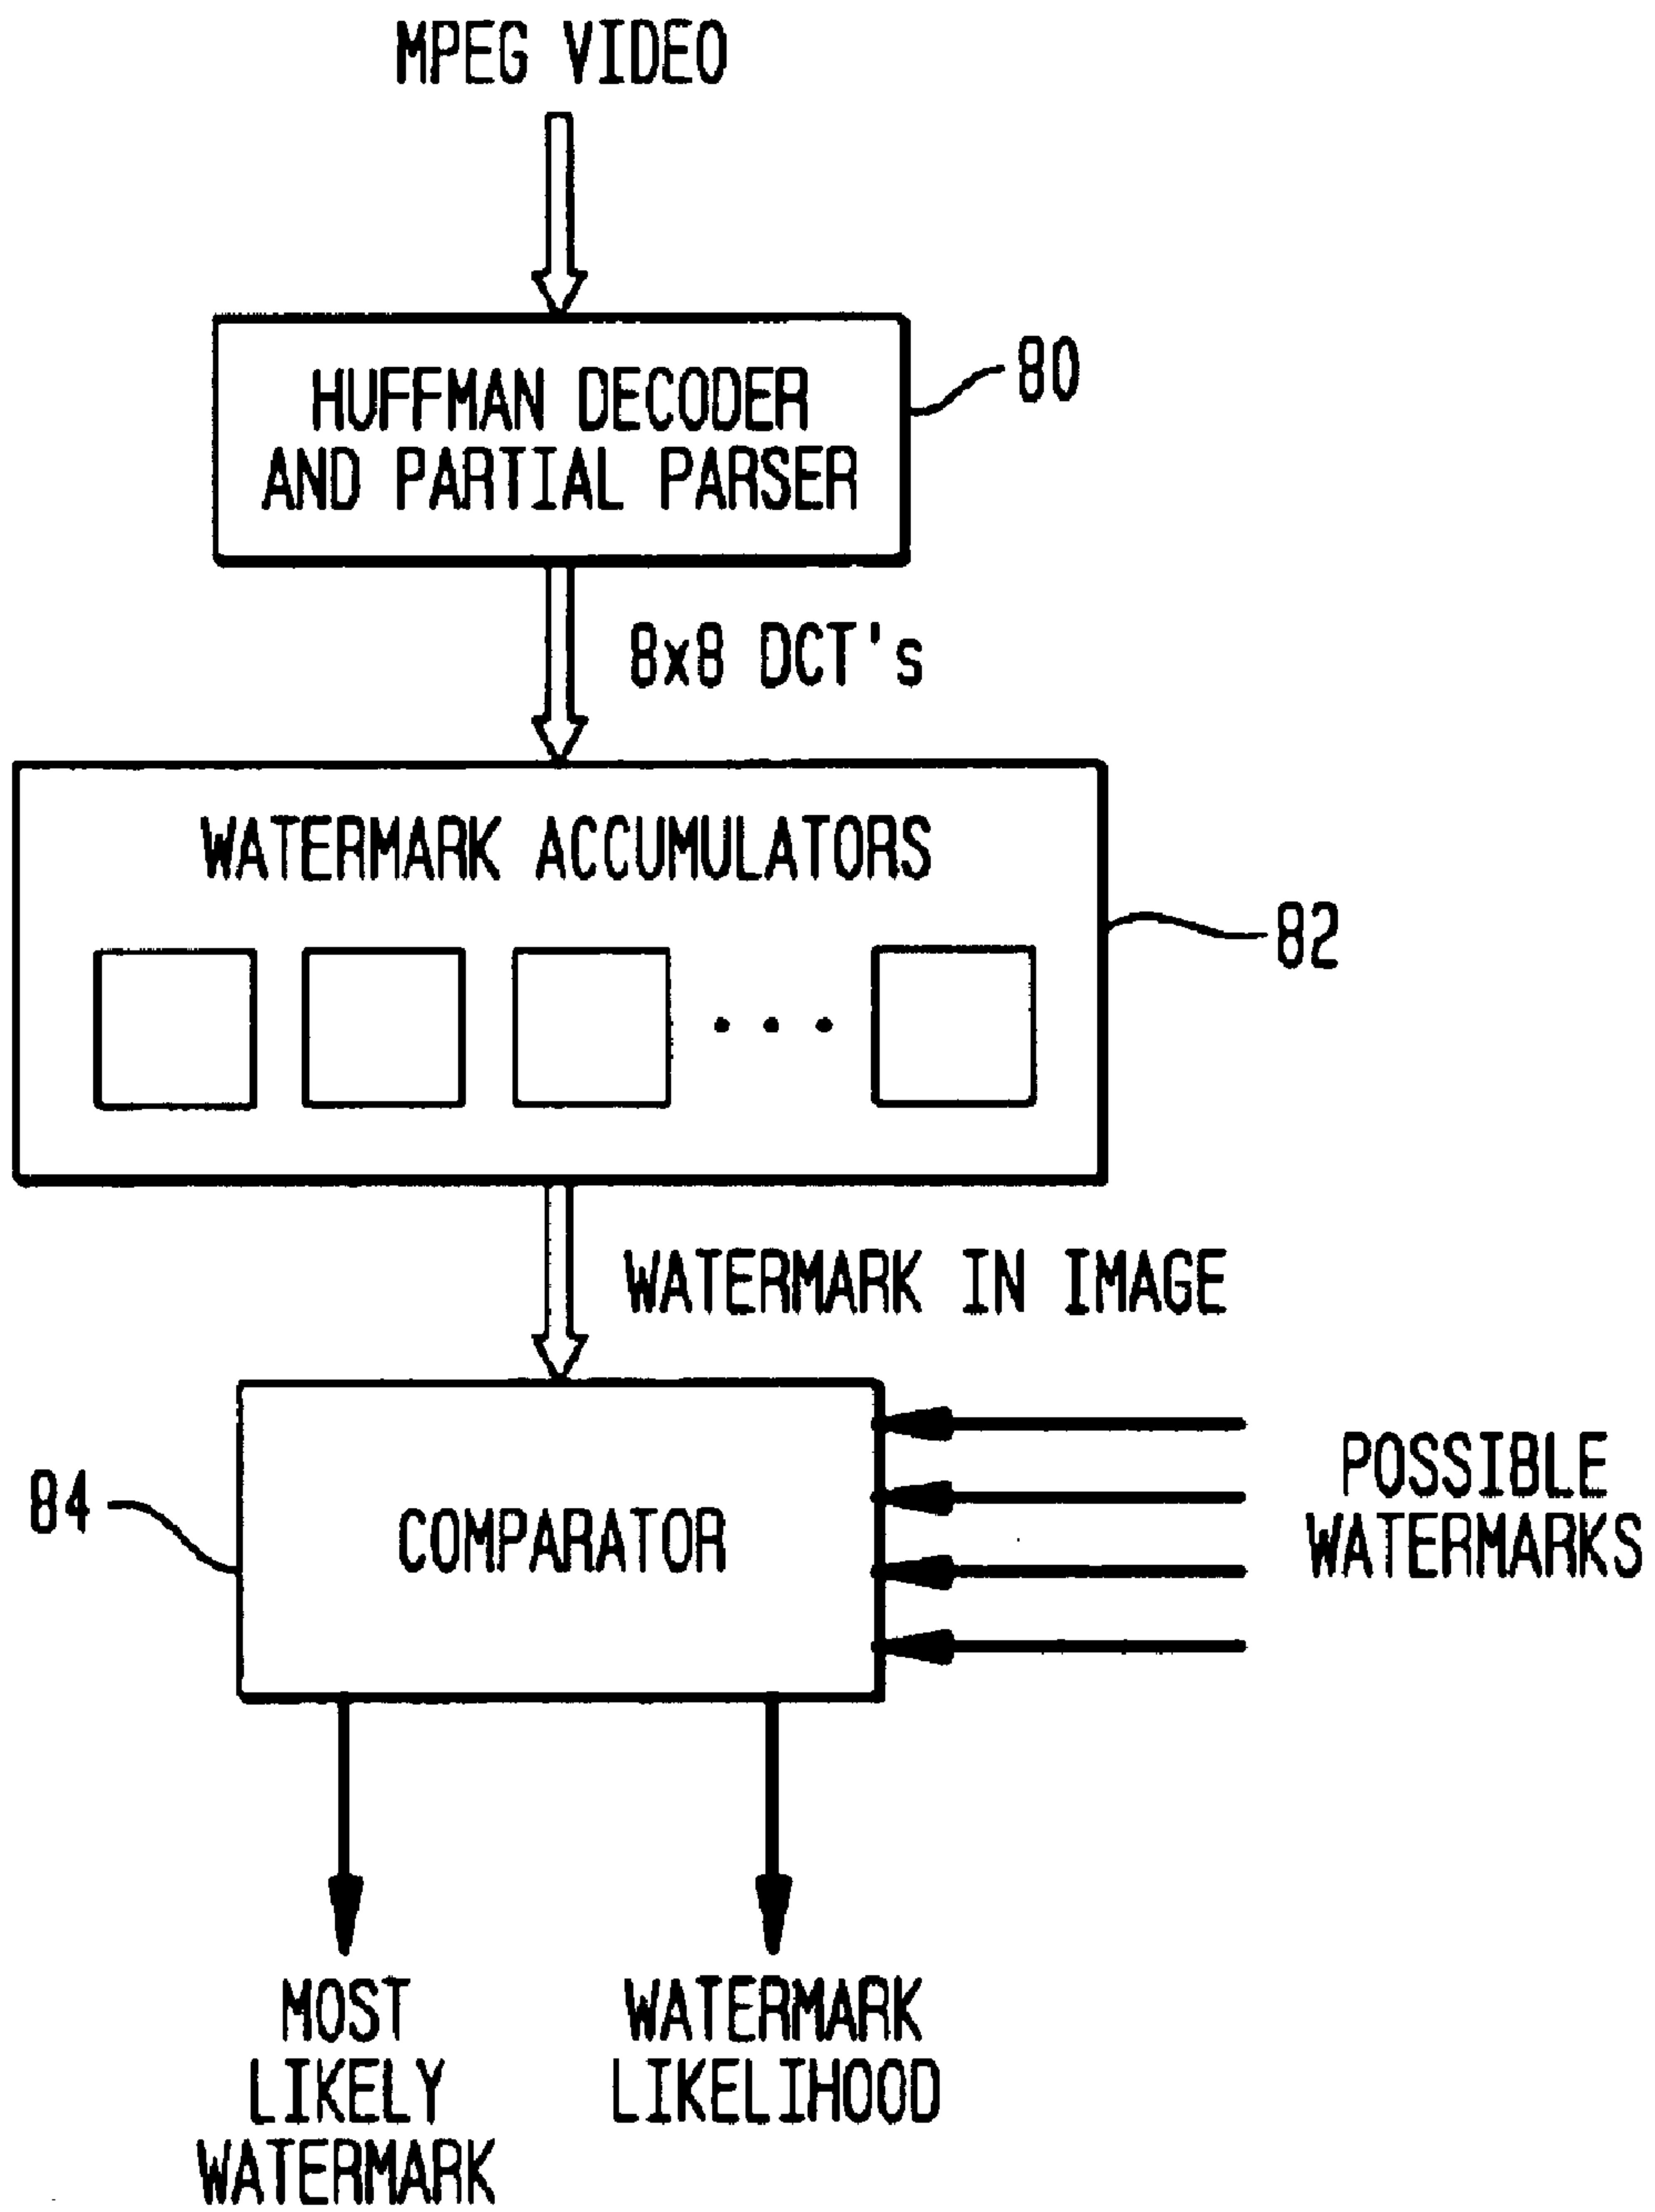 MPEG VIDEO
HUFFMAN DECODER
AND PARTIAL PARSER
80
8x8 DCT's
WATERMARK ACCUMULATORS
82
WATERMARK IN IMAGE
84
COMPARATOR
POSSIBLE
WATERMARKS
MOST
LIKELY
WATERMARK
WATERMARK
LIKELIHOOD